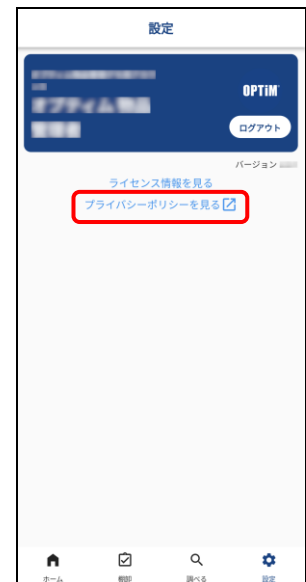 設定
OPTiM
ログアウト
バージョン
ライセンス情報を見る
プライバシーポリシーを見る
ホーム
棚卸
調べる
設定